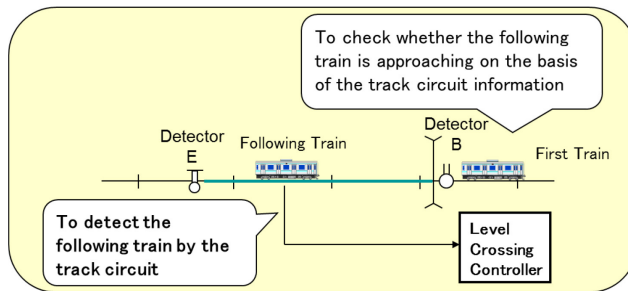 To check whether the following
train is approaching on the basis
of the track circuit information
Detector
E
Following Train
Detector
B
First Train
To detect the
following train by the
track circuit
Level
Crossing
Controller